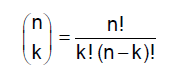 (n k) = n! / k! (n−k)!